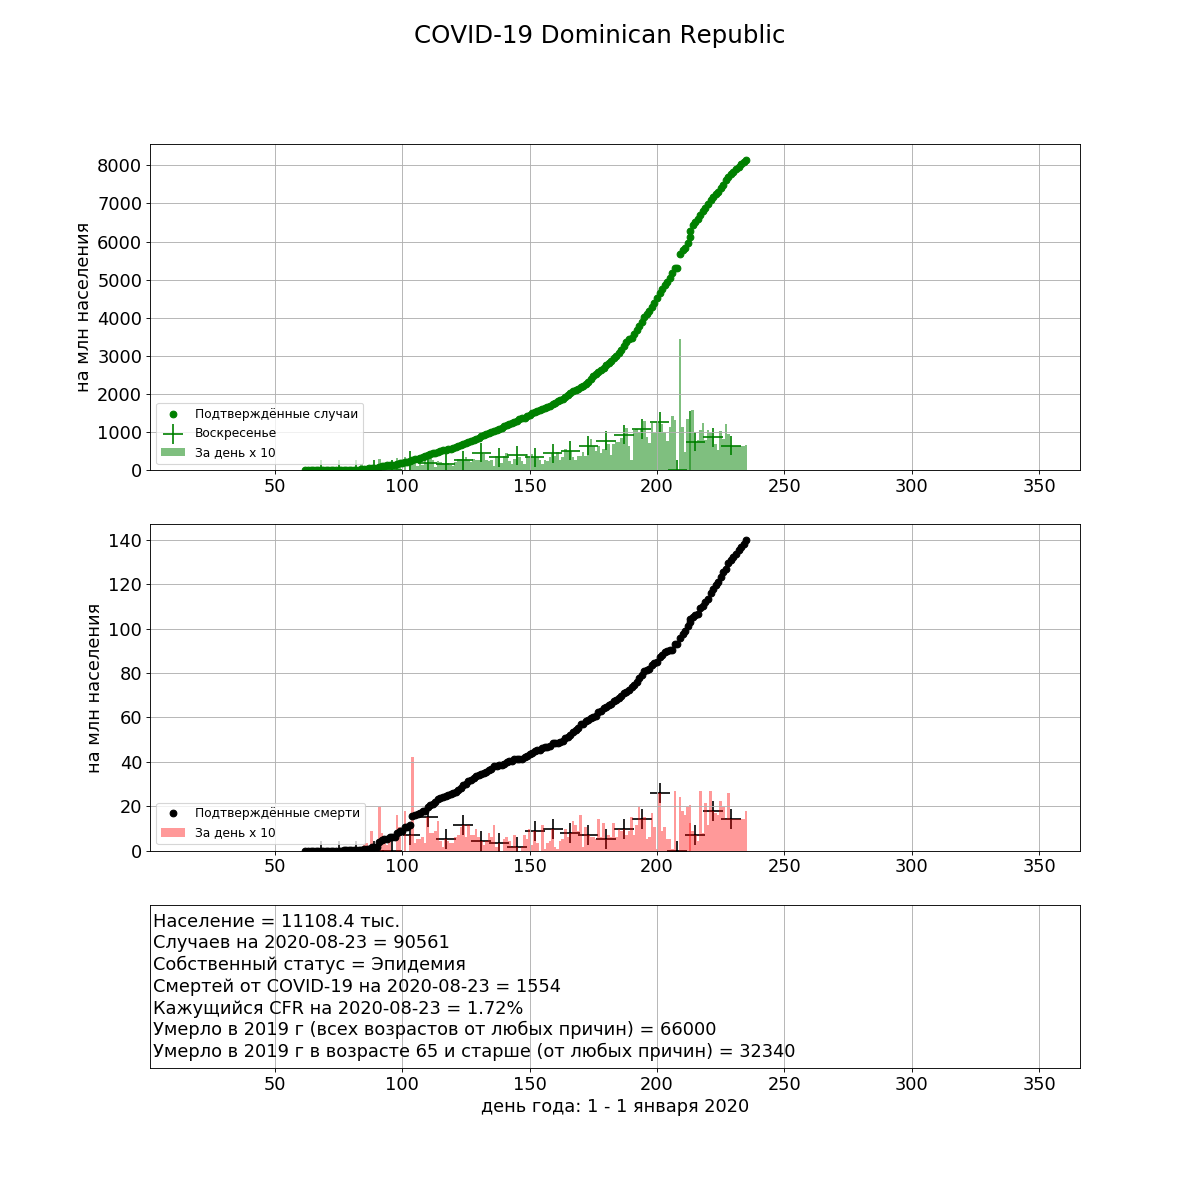 COVID-19 Dominican Republic
8000
7000
6000
5000
4000
3000
2000
1000
0
на млн населения
Подтверждённые случаи
Воскресенье
За день x 10
50 100 150 200 250 300 350
140
120
100
80
60
40
20
0
на млн населения
Подтверждённые смерти
За день x 10
50 100 150 200 250 300 350
Население = 11108.4 тыс.
Случаев на 2020-08-23 = 90561
Собственный статус = Эпидемия
Смертей от COVID-19 на 2020-08-23 = 1554
Кажущийся CFR на 2020-08-23 = 1.72%
Умерло в 2019 г (всех возрастов от любых причин) = 66000
Умерло в 2019 г в возрасте 65 и старше (от любых причин) = 32340
50 100 150 200 250 300 350
день года: 1 - 1 января 2020